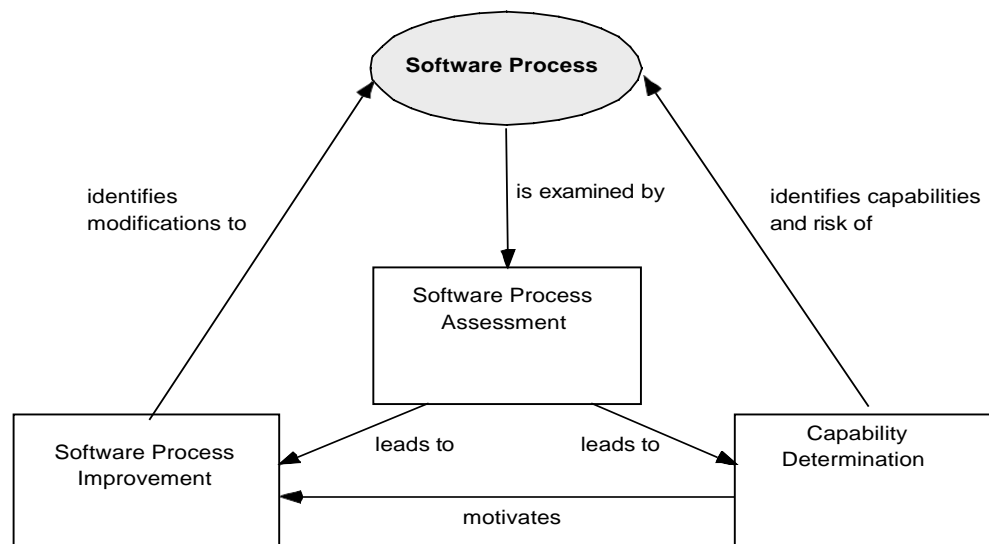 Software Process
identifies
modifications to
is examined by
identifies capabilities
and risk of
Software Process
Assessment
leads to
leads to
Software Process
Improvement
Capability
Determination
motivates